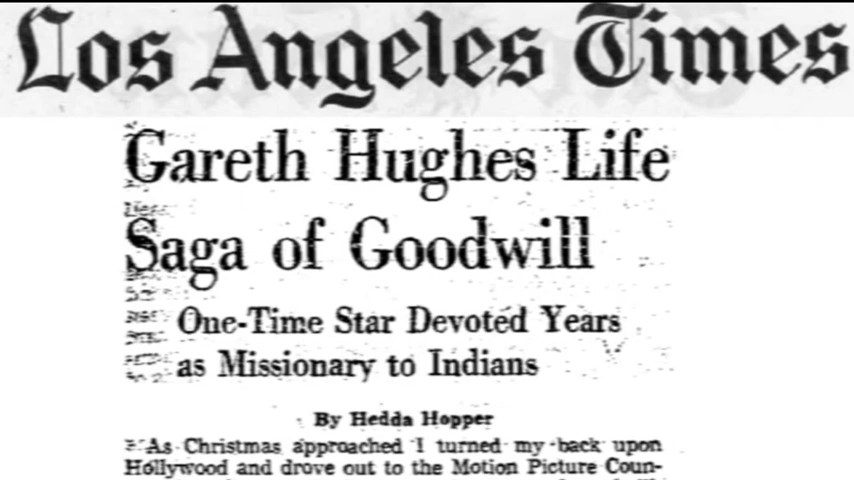 Los Angeles Times
Gareth Hughes Life
Saga of Goodwill
One-Time Star Devoted Years
as Missionary to Indians
By Hedda Hopper
As Christmas approached I turned my back upon
Hollywood and drove out to the Motion Picture Coun-